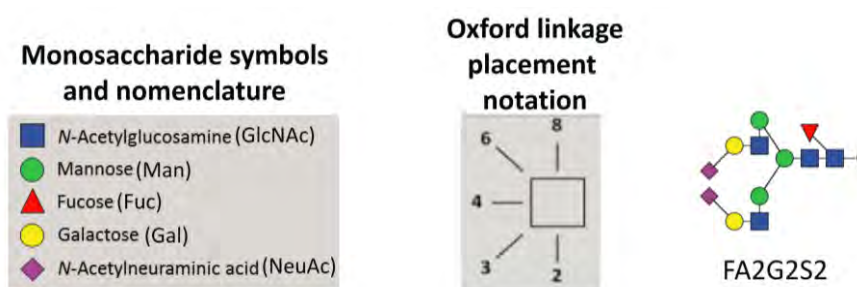 Monosaccharide symbols
and nomenclature
N-Acetylglucosamine (GlcNAc)
Mannose (Man)
Fucose (Fuc)
Galactose (Gal)
N-Acetylneuraminic acid (NeuAc)
Oxford linkage
placement
notation
8
6
4
3
2
FA2G2S2